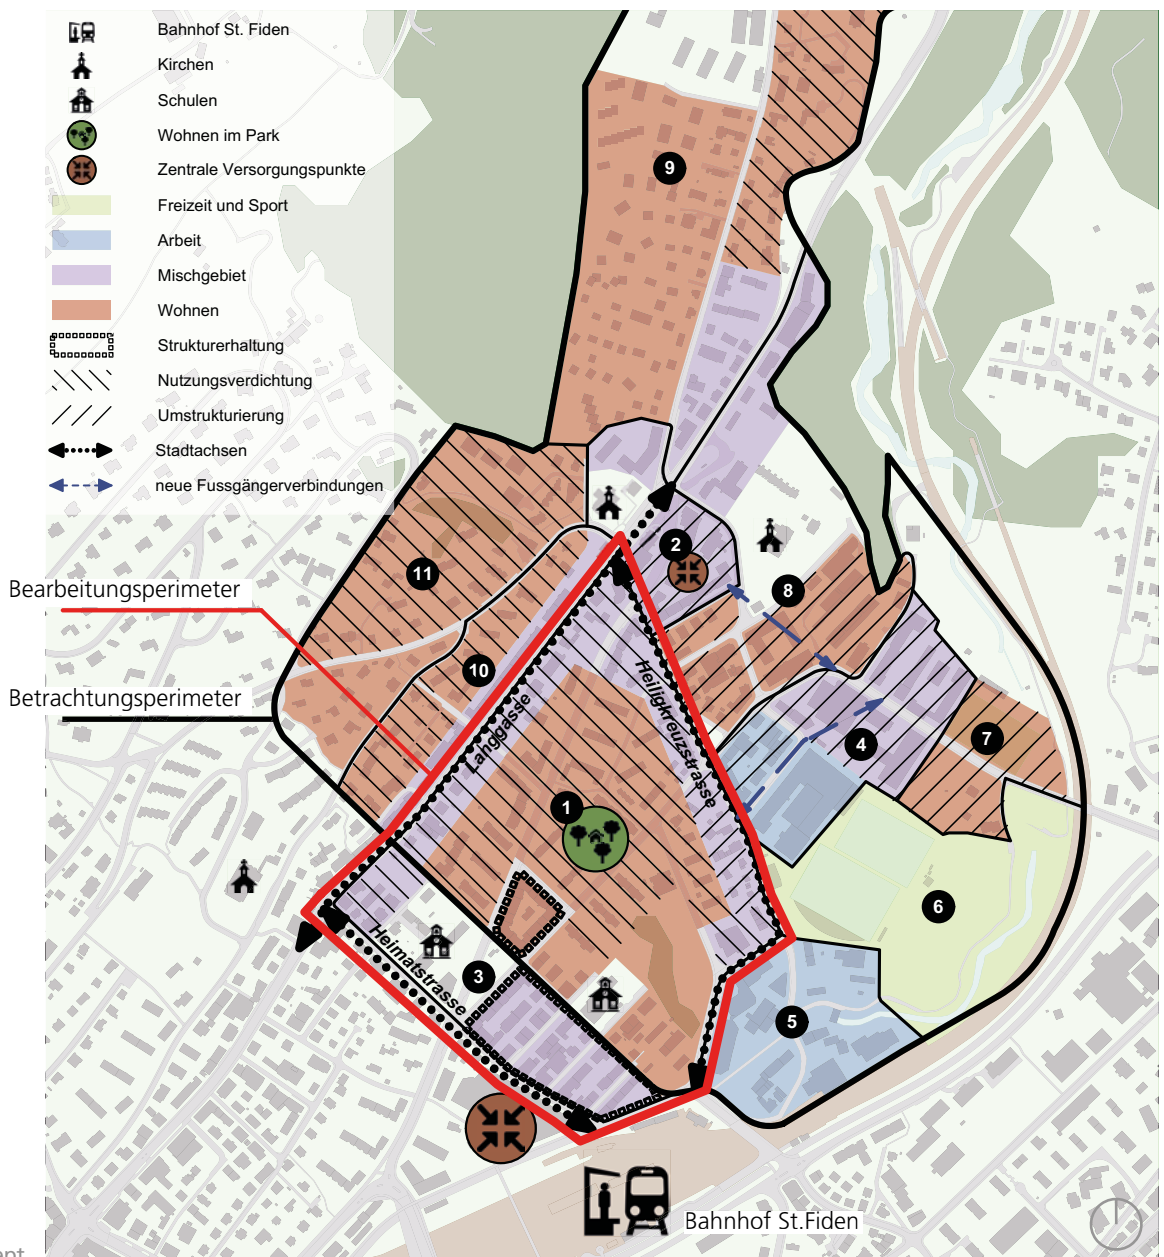 Bahnhof St. Fiden
Kirchen
Schulen
Wohnen im Park
Zentrale Versorgungspunkte
Freizeit und Sport
Arbeit
Mischgebiet
Wohnen
Strukturerhaltung
Nutzungsverdichtung
Umstrukturierung
Stadtachsen
neue Fussgängerverbindungen
9
2
11
8
Bearbeitungsperimeter
10
Betrachtungsperimeter
Langgasse
Heiligkreuzstrasse
7
4
1
6
Heimatstrasse
3
5
Bahnhof St.Fiden